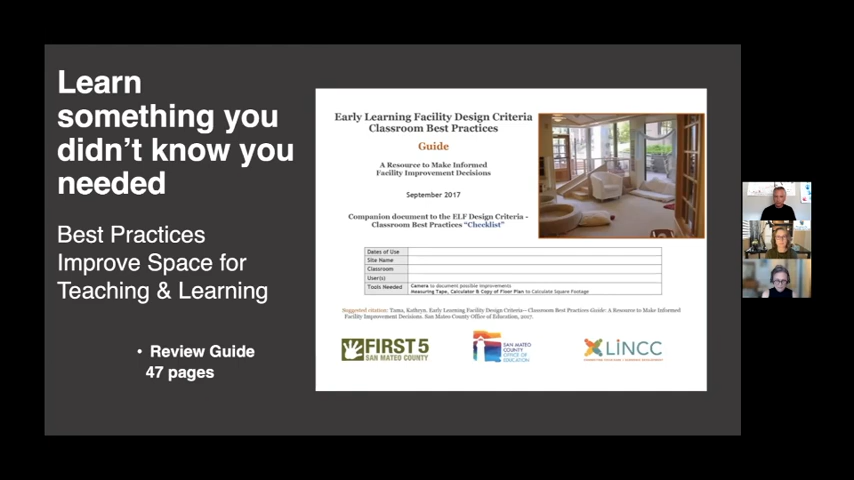 Learn
something you
didn't know you
needed
Best Practices
Improve Space for
Teaching & Learning
• Review Guide
47 pages
Early Learning Facility Design Criteria
Classroom Best Practices
Guide
A Resource to Make Informed
Facility Improvement Decisions
September 2017
Companion document to the ELF Design Criteria -
Classroom Best Practices "Checklist"
Dates of Use
Site Name
Classroom
User(s)
Tools Needed
Camera to document possible improvements
Measuring Tape, Calculator & Copy of Floor Plan to Calculate Square Footage
Suggested citation: Tama, Kathryn. Early Learning Facility Design Criteria—Classroom Best Practices Guide: A Resource to Make Informed
Facility Improvement Decisions. San Mateo County Office of Education, 2017.
FIRST 5
SAN MATEO COUNTY
SAN MATEO
COUNTY
OFFICE OF
EDUCATION
LiNCC